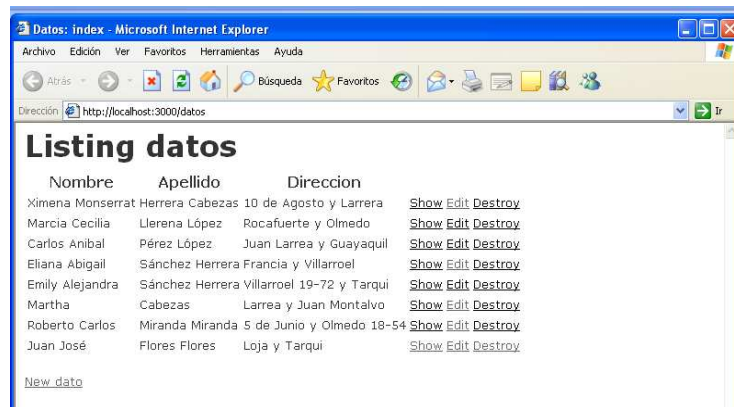 Datos: index - Microsoft Internet Explorer
Archivo Edición Ver Favoritos Herramientas Ayuda
Atrás Búsqueda Favoritos
Dirección http://localhost:3000/datos Ir
Listing datos
Nombre Apellido Direccion
Ximena Monserrat Herrera Cabezas 10 de Agosto y Larrera Show Edit Destroy
Marcia Cecilia Llerena López Rocafuerte y Olmedo Show Edit Destroy
Carlos Anibal Pérez López Juan Larrea y Guayaquil Show Edit Destroy
Eliana Abigail Sánchez Herrera Francia y Villarroel Show Edit Destroy
Emily Alejandra Sánchez Herrera Villarroel 19-72 y Tarqui Show Edit Destroy
Martha Cabezas Larrea y Juan Montalvo Show Edit Destroy
Roberto Carlos Miranda Miranda 5 de Junio y Olmedo 18-54 Show Edit Destroy
Juan José Flores Flores Loja y Tarqui Show Edit Destroy
New dato